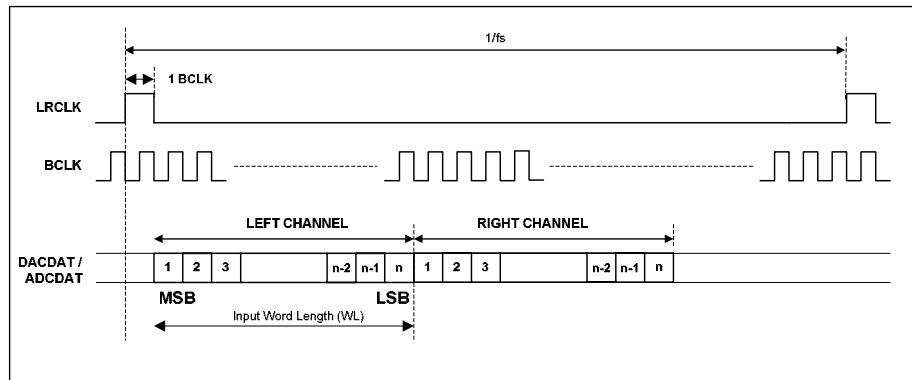 1/fs
1 BCLK
LRCLK
BCLK
LEFT CHANNEL
RIGHT CHANNEL
DACDAT /
ADCDAT
1 2 3 n-2 n-1 n 1 2 3 n-2 n-1 n
MSB LSB
Input Word Length (WL)